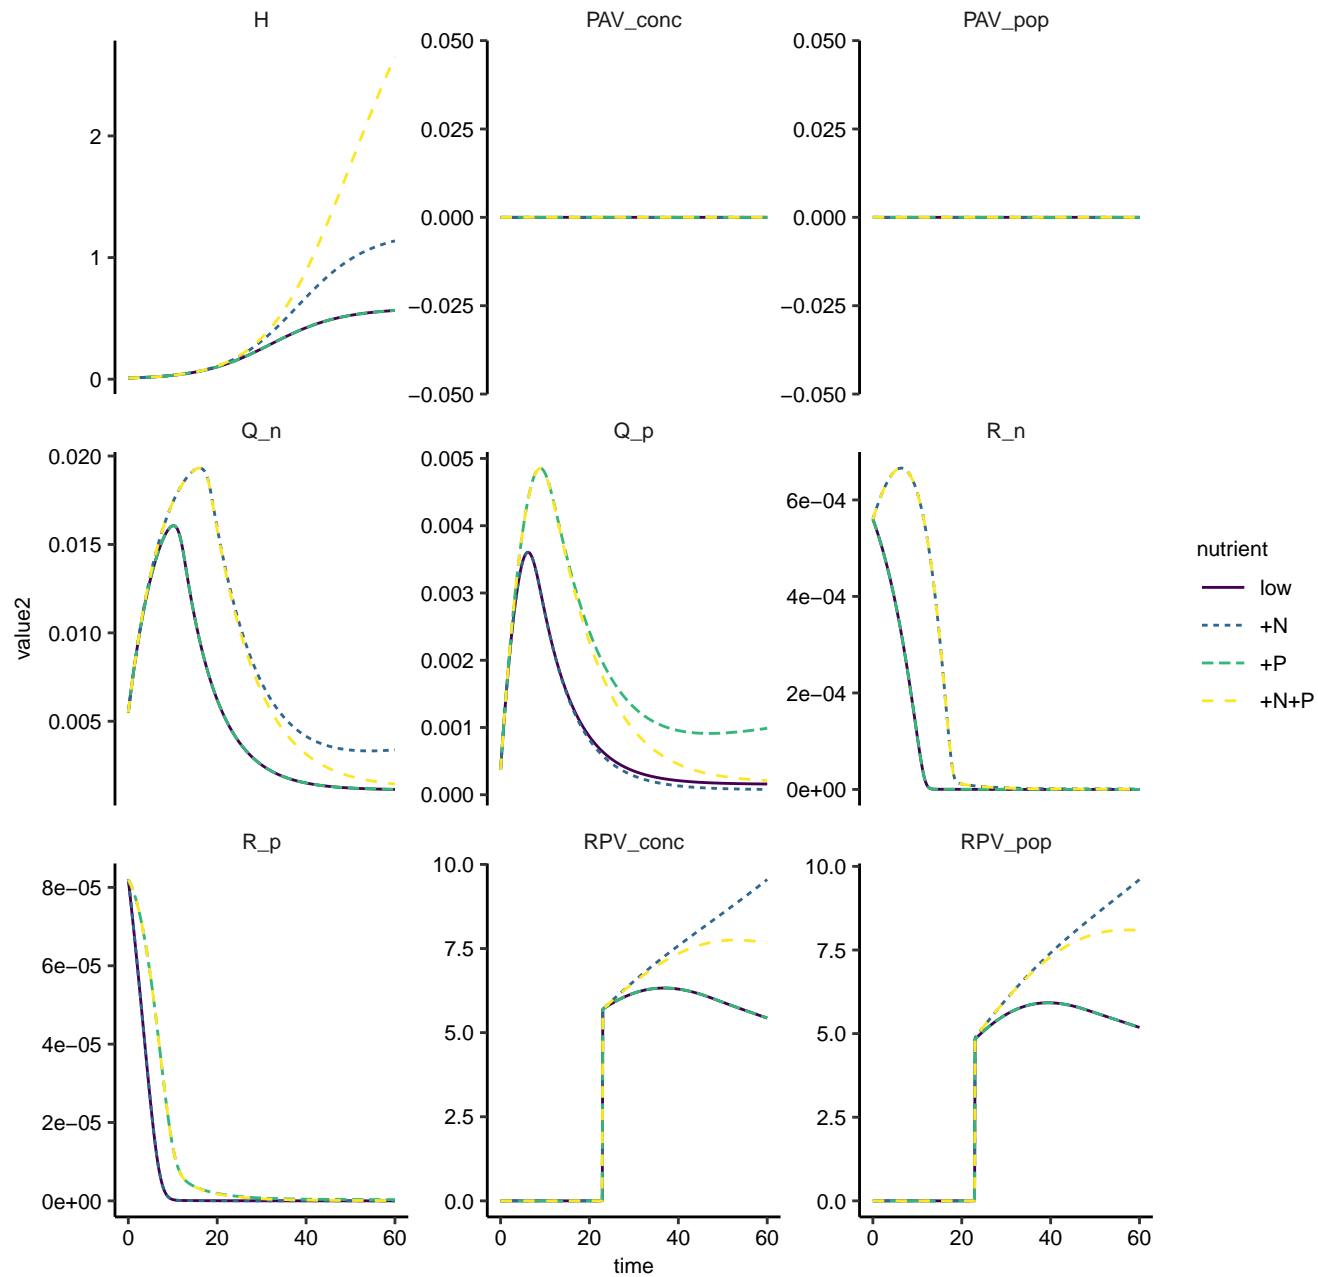 H
PAV_conc
PAV_pop
2
1
0
0.050
0.025
0.000
−0.025
−0.050
0.050
0.025
0.000
−0.025
−0.050
Q_n
Q_p
R_n
0.020
0.015
0.010
0.005
0.005
0.004
0.003
0.002
0.001
0.000
6e−04
4e−04
2e−04
0e+00
R_p
RPV_conc
RPV_pop
8e−05
6e−05
4e−05
2e−05
0e+00
10.0
7.5
5.0
2.5
0.0
10.0
7.5
5.0
2.5
0.0
0 20 40 60
0 20 40 60
0 20 40 60
time
value2
nutrient
low
+N
+P
+N+P